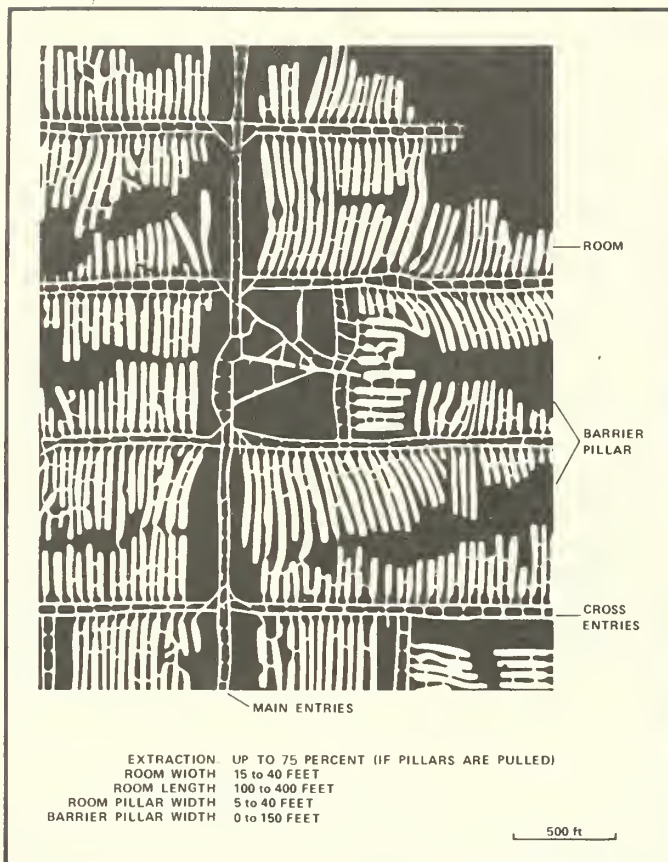 ROOM
BARRIER
PILLAR
CROSS
ENTRIES
MAIN ENTRIES
EXTRACTION UP TO 75 PERCENT (IF PILLARS ARE PULLED)
ROOM WIOTH 15 to 40 FEET
ROOM LENGTH 100 to 400 FEET
ROOM PILLAR WIDTH 5 to 40 FEET
BARRIER PILLAR WIDTH 0 to 150 FEET
500 ft